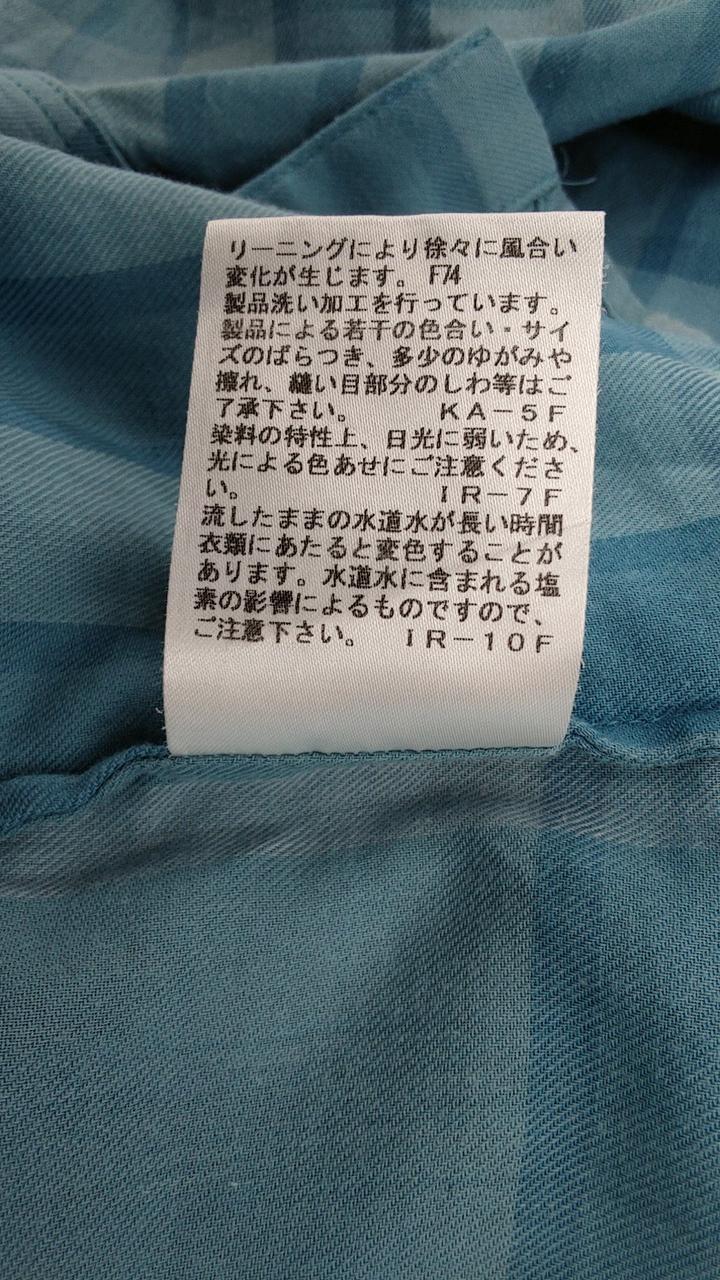 リーニングにより徐々に風合い
変化が生じます。 F74
製品洗い加工を行っています。
製品による若干の色合い・サイ
ズのばらつき、多少のゆがみや
擦れ、縫い目部分のしわ等はご
了承下さい。 KA－5F
染料の特性上、日光に弱いため、
光による色あせにご注意くださ
い。 IR－7F
流したままの水道水が長い時間
衣類にあたると変色することが
あります。水道水に含まれる塩
素の影響によるものですので、
ご注意下さい。 IR－10F